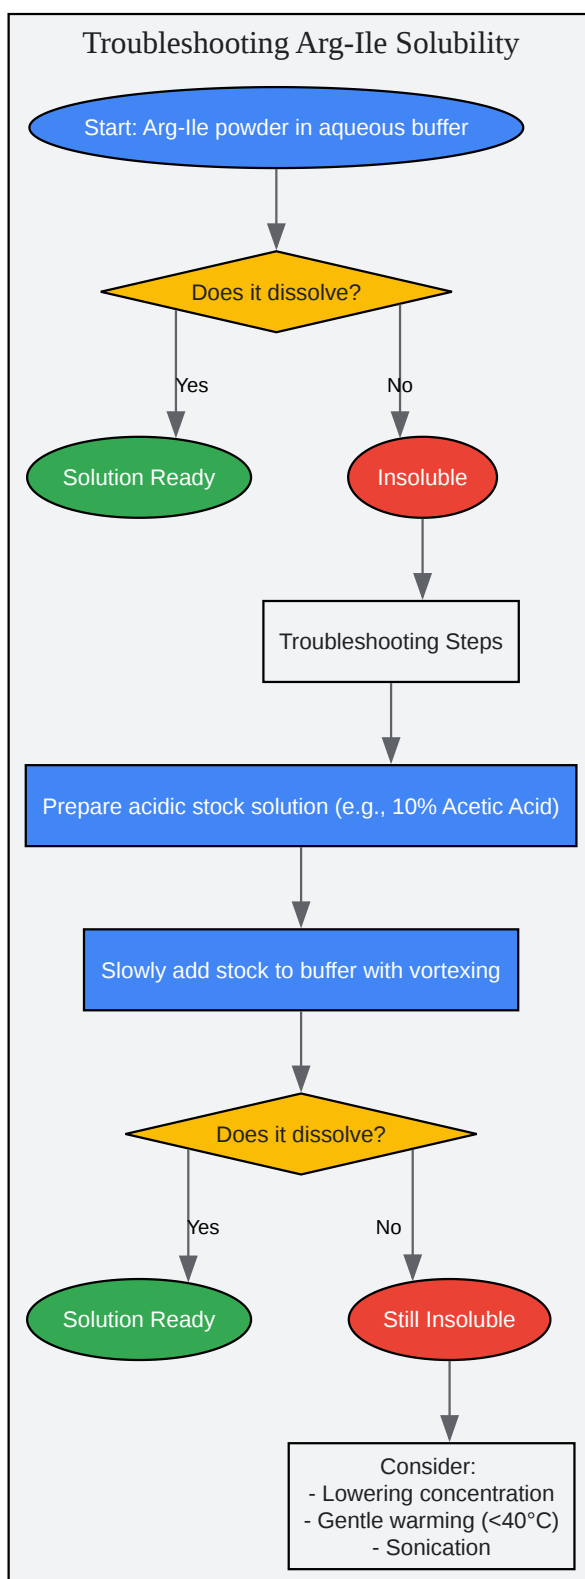 Troubleshooting Arg-Ile Solubility
Start: Arg-Ile powder in aqueous buffer
Does it dissolve?
Yes
No
Solution Ready
Insoluble
Troubleshooting Steps
Prepare acidic stock solution (e.g., 10% Acetic Acid)
Slowly add stock to buffer with vortexing
Does it dissolve?
Yes
No
Solution Ready
Still Insoluble
Consider:
- Lowering concentration
- Gentle warming (<40°C)
- Sonication